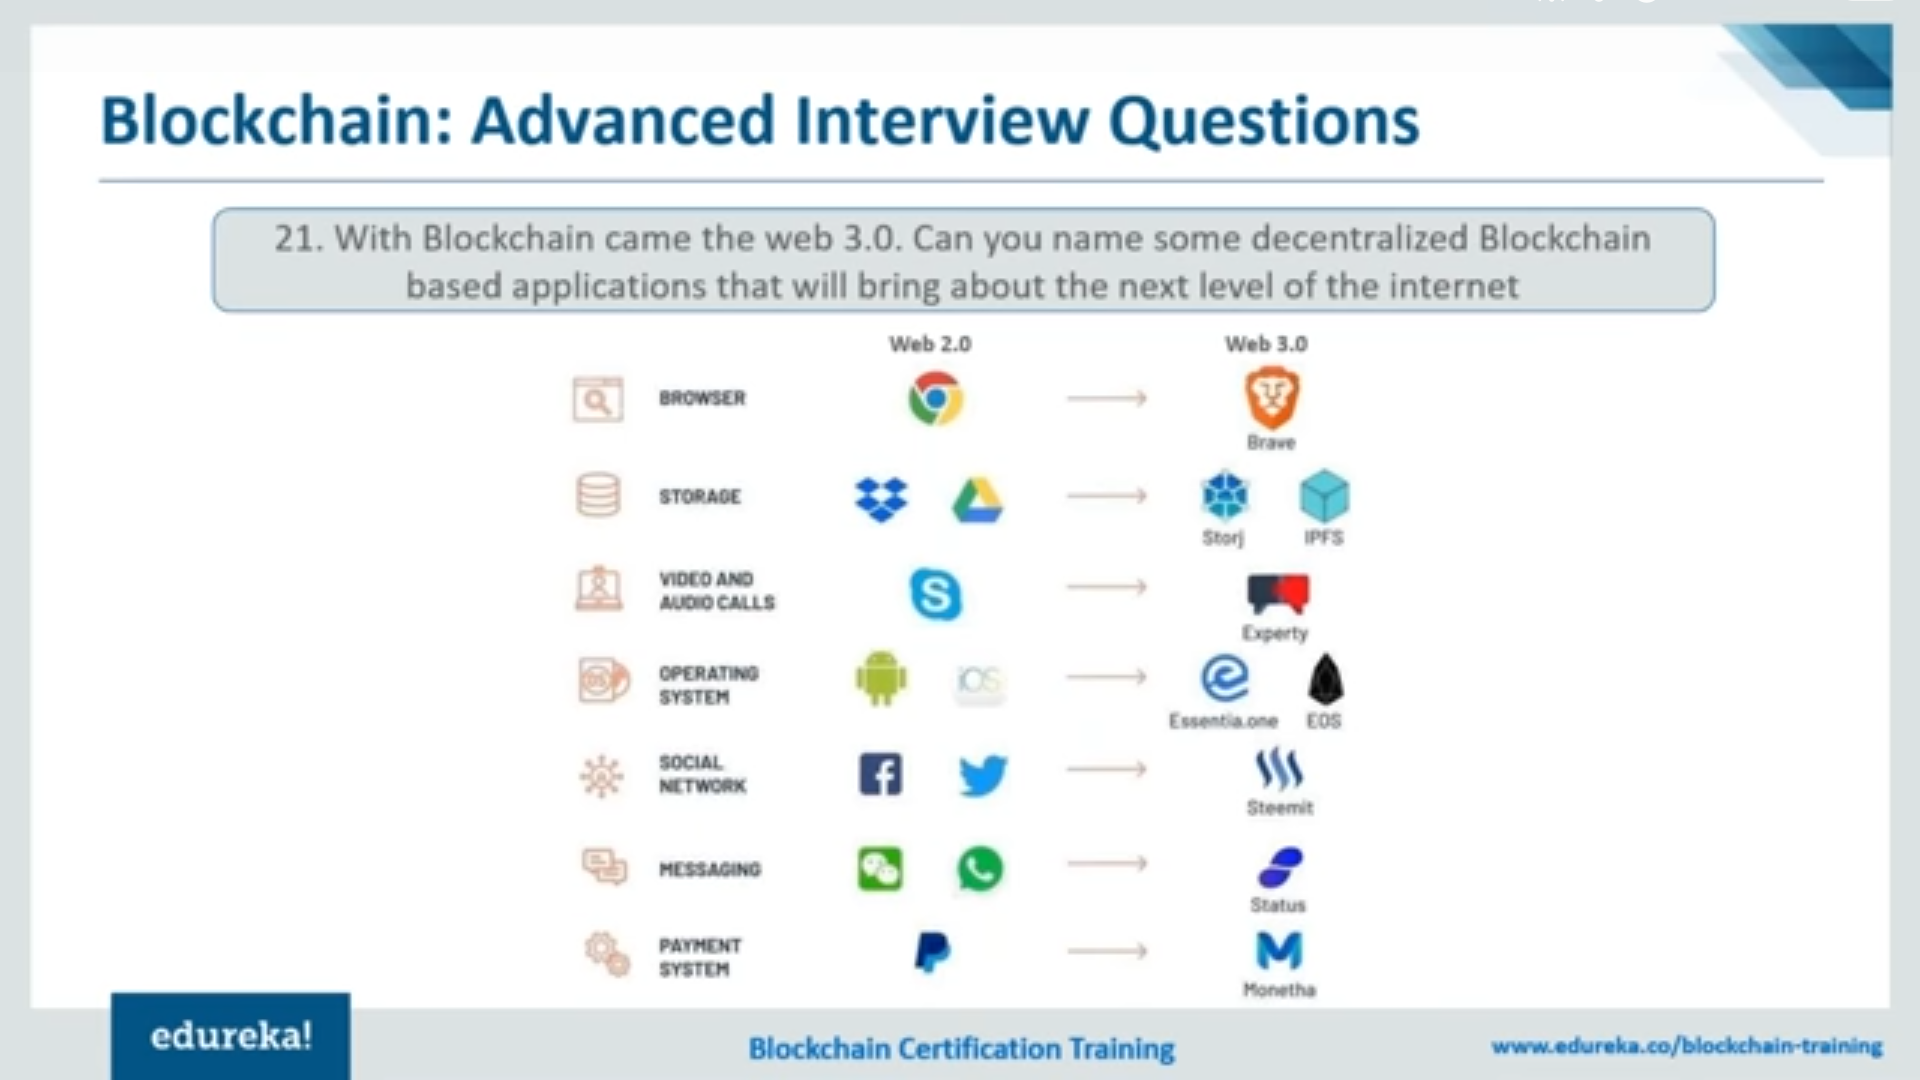 Blockchain: Advanced Interview Questions
21. With Blockchain came the web 3.0. Can you name some decentralized Blockchain
based applications that will bring about the next level of the internet
Web 2.0
Web 3.0
BROWSER
Brave
STORAGE
Storj
IPFS
VIDEO AND
AUDIO CALLS
S
Experty
OS
OPERATING
SYSTEM
iOS
Essentia.one
EOS
SOCIAL
NETWORK
f
Steemit
MESSAGING
Status
PAYMENT
SYSTEM
Monetha
edureka!
Blockchain Certification Training
www.edureka.co/blockchain-training